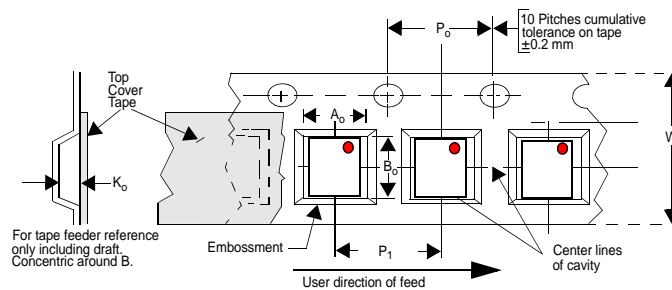 10 Pitches cumulative
tolerance on tape
±0.2 mm
Po
Top
Cover
Tape
Ao
W
Bo
Ko
For tape feeder reference
only including draft.
Concentric around B.
Embossment
P1
Center lines
of cavity
User direction of feed